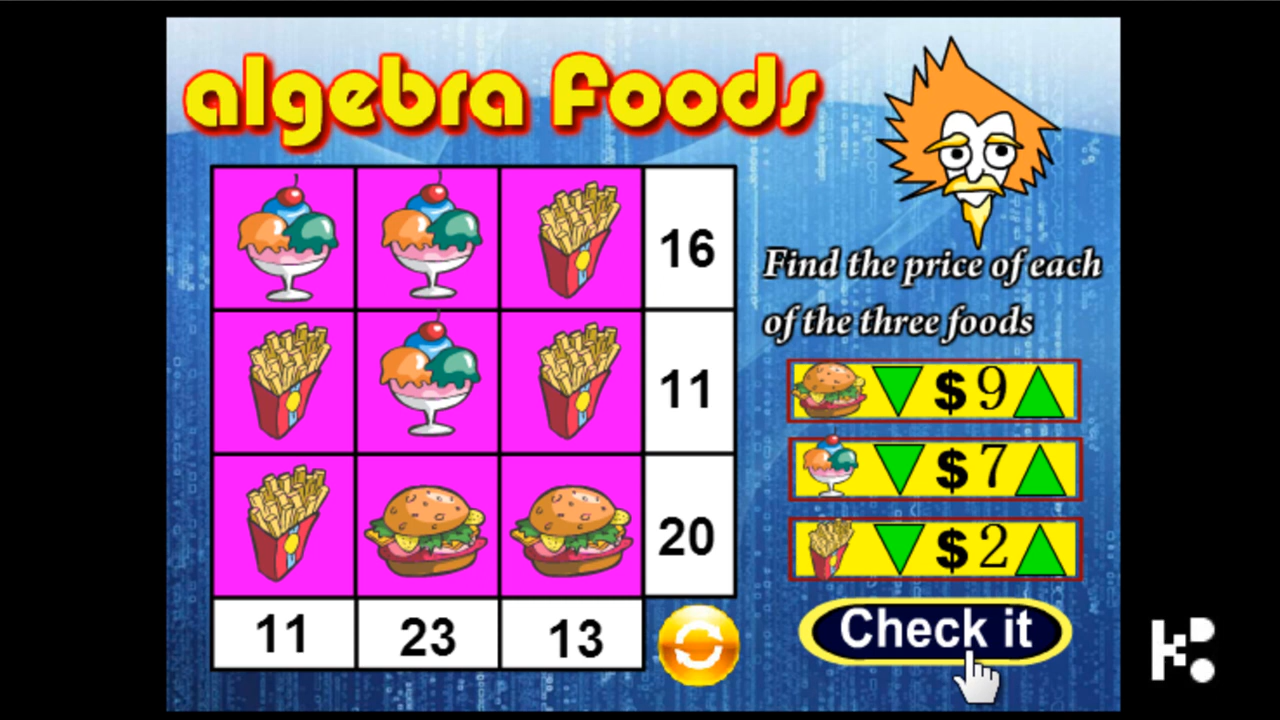 algebra Foods
16
Find the price of each
of the three foods
11
$ 9
$ 7
20
$ 2
11 23 13
Check it
K